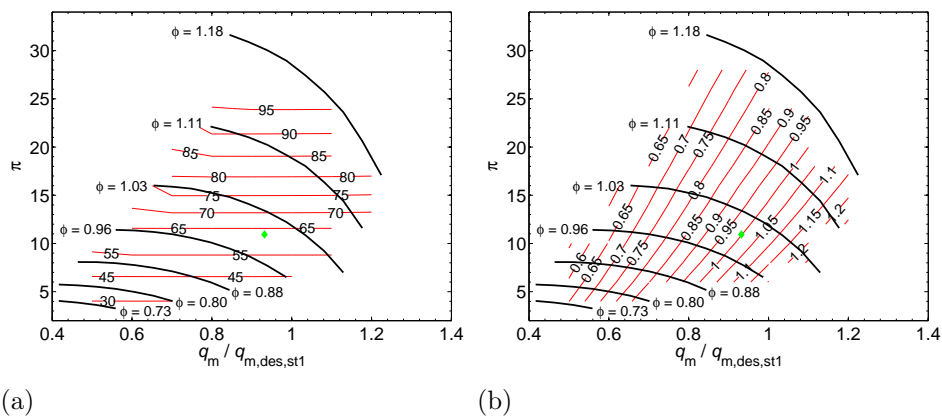 30
25
20
15
10
5
π
ϕ = 1.18
ϕ = 1.11
ϕ = 1.03
ϕ = 0.96
ϕ = 0.88
ϕ = 0.80
ϕ = 0.73
95
90
85 85
80 80
75 75
70 70
65 65
55 55
45 45
30
0.4 0.6 0.8 1 1.2 1.4
q_m / q_m,des,st1
(a)
30
25
20
15
10
5
π
ϕ = 1.18
ϕ = 1.11
ϕ = 1.03
ϕ = 0.96
ϕ = 0.88
ϕ = 0.80
ϕ = 0.73
0.8
0.65 0.7 0.75 0.85 0.9 0.95
0.65 0.8 1 1.1
0.6 0.65 0.7 0.75 0.85 0.9 0.95 1 1.05 1.1 1.15 1.2 1.2
0.4 0.6 0.8 1 1.2 1.4
q_m / q_m,des,st1
(b)